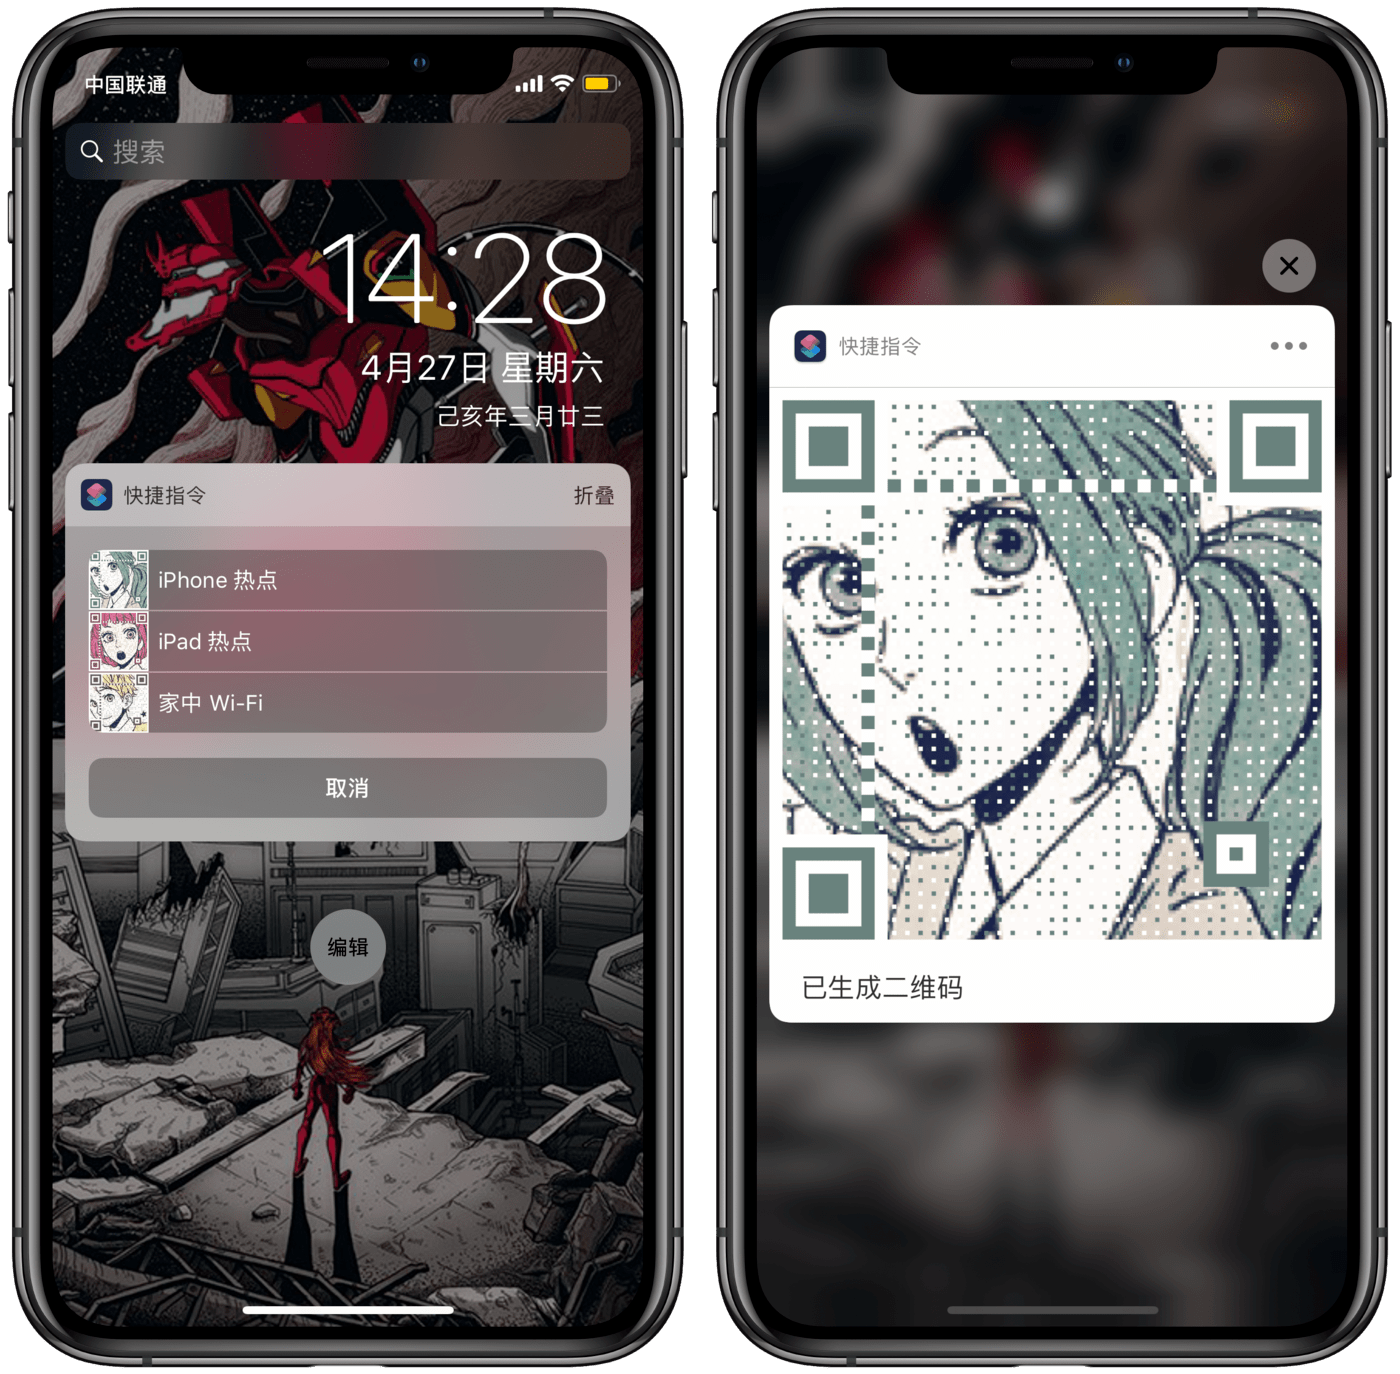 中国联通
搜索
14:28
4月27日 星期六
己亥年三月廿三
快捷指令
折叠
iPhone 热点
iPad 热点
家中 Wi-Fi
取消
编辑
快捷指令
已生成二维码